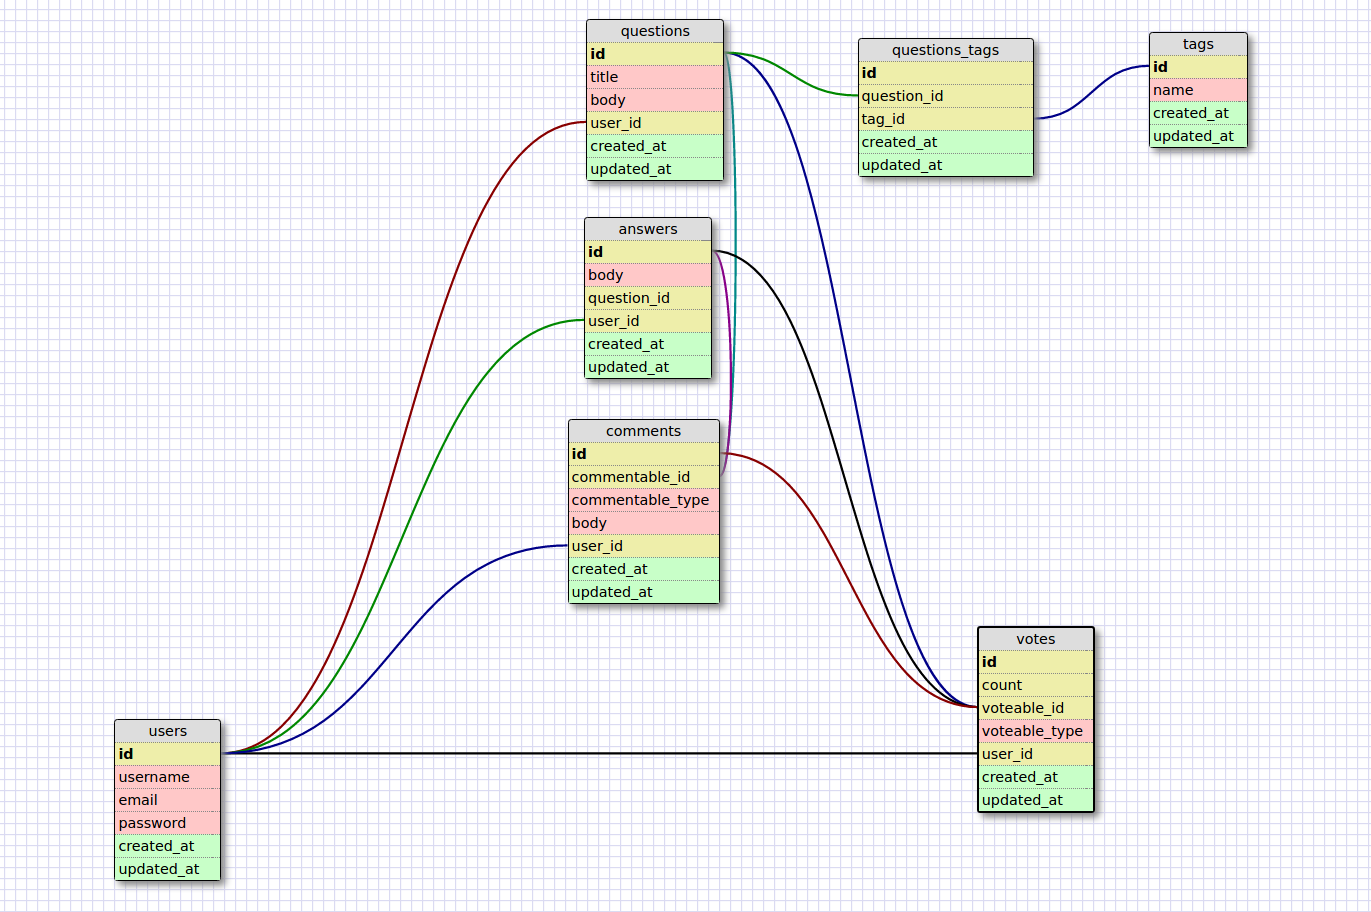 questions
id
title
body
user_id
created_at
updated_at
questions_tags
id
question_id
tag_id
created_at
updated_at
tags
id
name
created_at
updated_at
answers
id
body
question_id
user_id
created_at
updated_at
comments
id
commentable_id
commentable_type
body
user_id
created_at
updated_at
votes
id
count
voteable_id
voteable_type
user_id
created_at
updated_at
users
id
username
email
password
created_at
updated_at